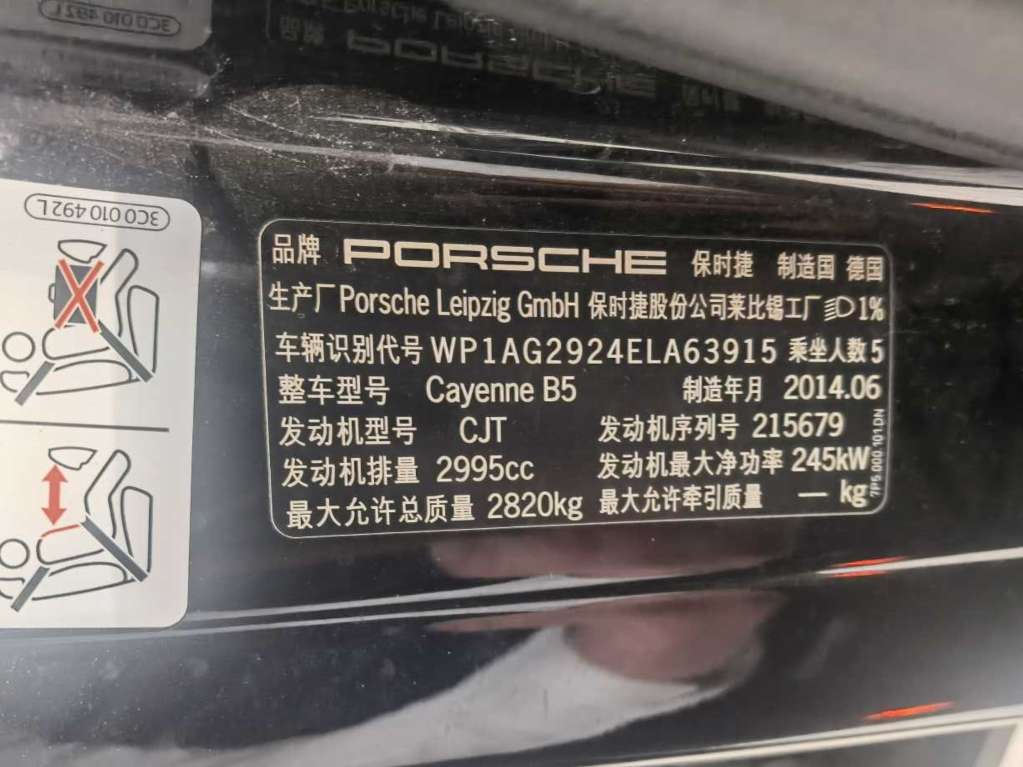 3C0 010 492 L
品牌 PORSCHE 保时捷 制造国 德国
生产厂 Porsche Leipzig GmbH 保时捷股份公司莱比锡工厂 1%
车辆识别代号 WP1AG2924ELA63915 乘坐人数 5
整车型号 Cayenne B5 制造年月 2014.06
发动机型号 CJT 发动机序列号 215679
发动机排量 2995cc 发动机最大净功率 245kW
最大允许总质量 2820kg 最大允许牵引质量 — kg
7P5.000.101.DN